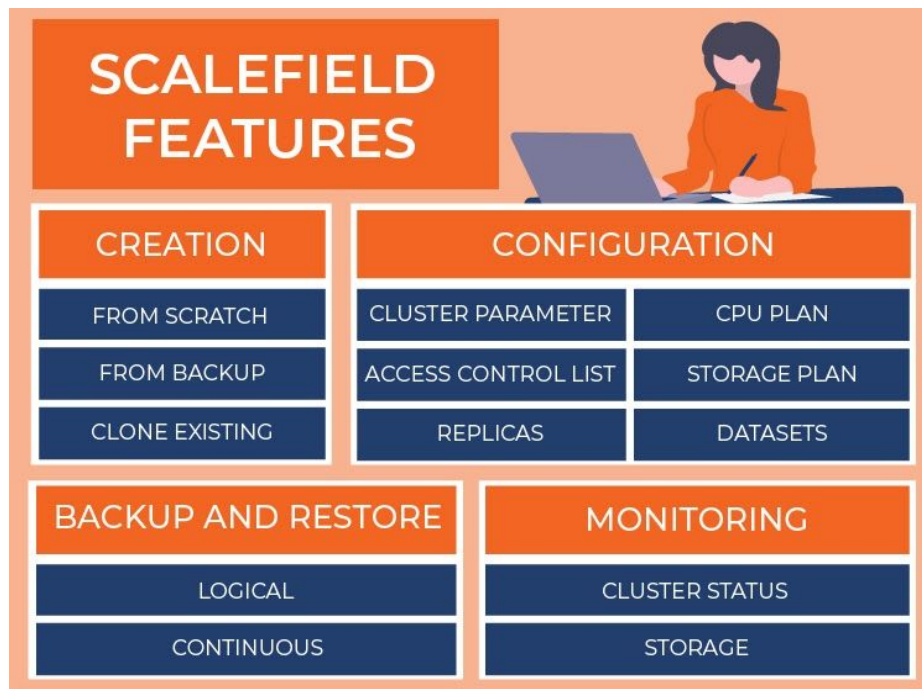 SCALEFIELD
FEATURES
CREATION
FROM SCRATCH
FROM BACKUP
CLONE EXISTING
CONFIGURATION
CLUSTER PARAMETER
CPU PLAN
ACCESS CONTROL LIST
STORAGE PLAN
REPLICAS
DATASETS
BACKUP AND RESTORE
LOGICAL
CONTINUOUS
MONITORING
CLUSTER STATUS
STORAGE